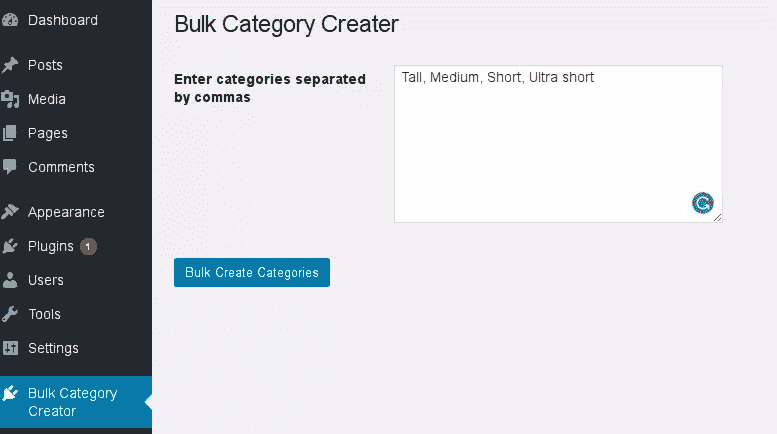 Dashboard
Posts
Media
Pages
Comments
Appearance
Plugins 1
Users
Tools
Settings
Bulk Category
Creator
Bulk Category Creater
Enter categories separated
by commas
Tall, Medium, Short, Ultra short
Bulk Create Categories